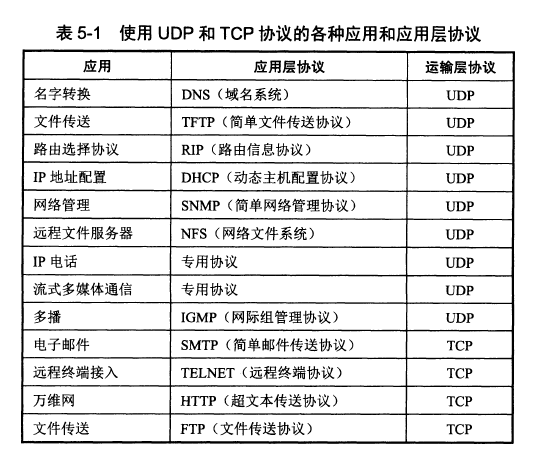 表 5-1 使用 UDP 和 TCP 协议的各种应用和应用层协议
应用 应用层协议 运输层协议
名字转换 DNS（域名系统） UDP
文件传送 TFTP（简单文件传送协议） UDP
路由选择协议 RIP（路由信息协议） UDP
IP 地址配置 DHCP（动态主机配置协议） UDP
网络管理 SNMP（简单网络管理协议） UDP
远程文件服务器 NFS（网络文件系统） UDP
IP 电话 专用协议 UDP
流式多媒体通信 专用协议 UDP
多播 IGMP（网际组管理协议） UDP
电子邮件 SMTP（简单邮件传送协议） TCP
远程终端接入 TELNET（远程终端协议） TCP
万维网 HTTP（超文本传送协议） TCP
文件传送 FTP（文件传送协议） TCP